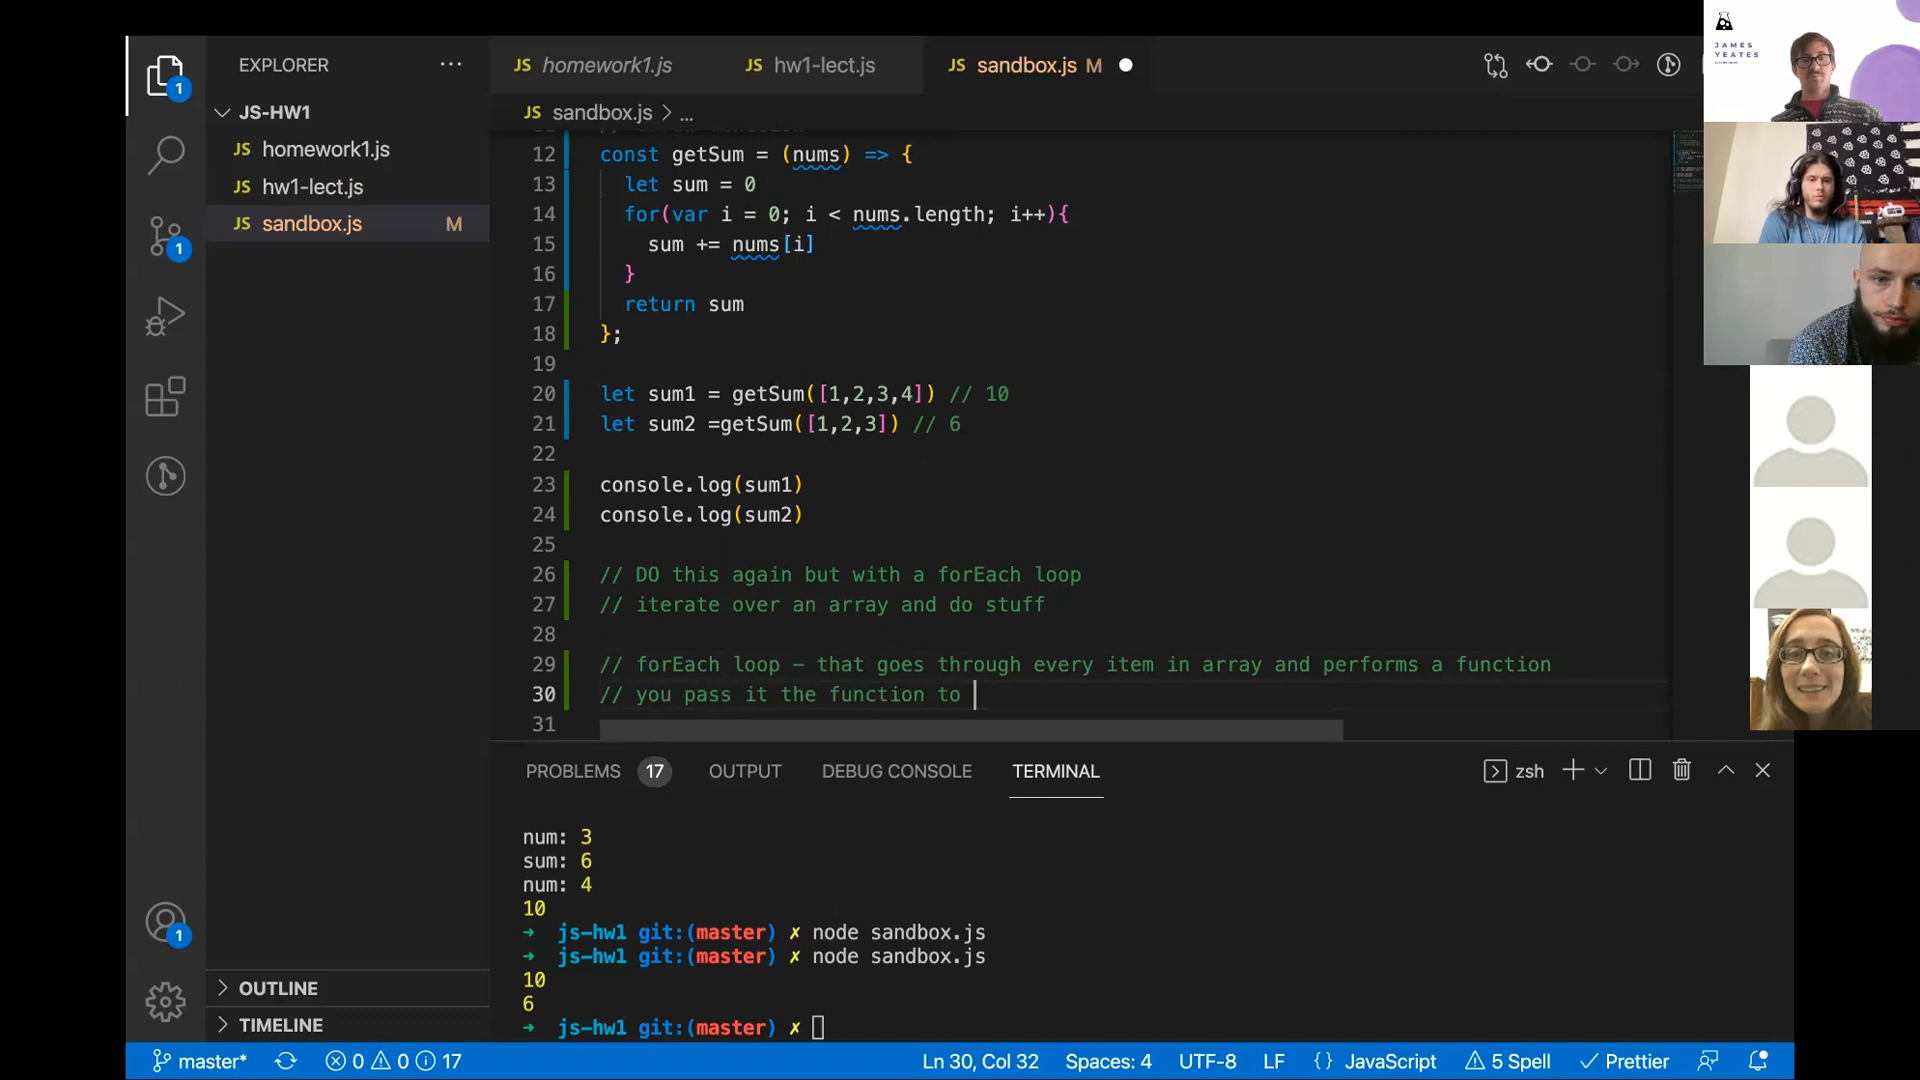 EXPLORER
JS homework1.js
JS hw1-lect.js
JS sandbox.js M
1
JS-HW1
JS homework1.js
JS hw1-lect.js
JS sandbox.js M
1
JS sandbox.js > ...
12 const getSum = (nums) => {
13 let sum = 0
14 for(var i = 0; i < nums.length; i++){
15 sum += nums[i]
16 }
17 return sum
18 };
19
20 let sum1 = getSum([1,2,3,4]) // 10
21 let sum2 =getSum([1,2,3]) // 6
22
23 console.log(sum1)
24 console.log(sum2)
25
26 // DO this again but with a forEach loop
27 // iterate over an array and do stuff
28
29 // forEach loop – that goes through every item in array and performs a function
30 // you pass it the function to
31
PROBLEMS 17 OUTPUT DEBUG CONSOLE TERMINAL zsh
num: 3
sum: 6
num: 4
10
➜ js-hw1 git:(master) ✗ node sandbox.js
➜ js-hw1 git:(master) ✗ node sandbox.js
10
6
➜ js-hw1 git:(master) ✗
1
OUTLINE
TIMELINE
master* 0 0 17 Ln 30, Col 32 Spaces: 4 UTF-8 LF {} JavaScript 5 Spell Prettier
JAMES
YEATES